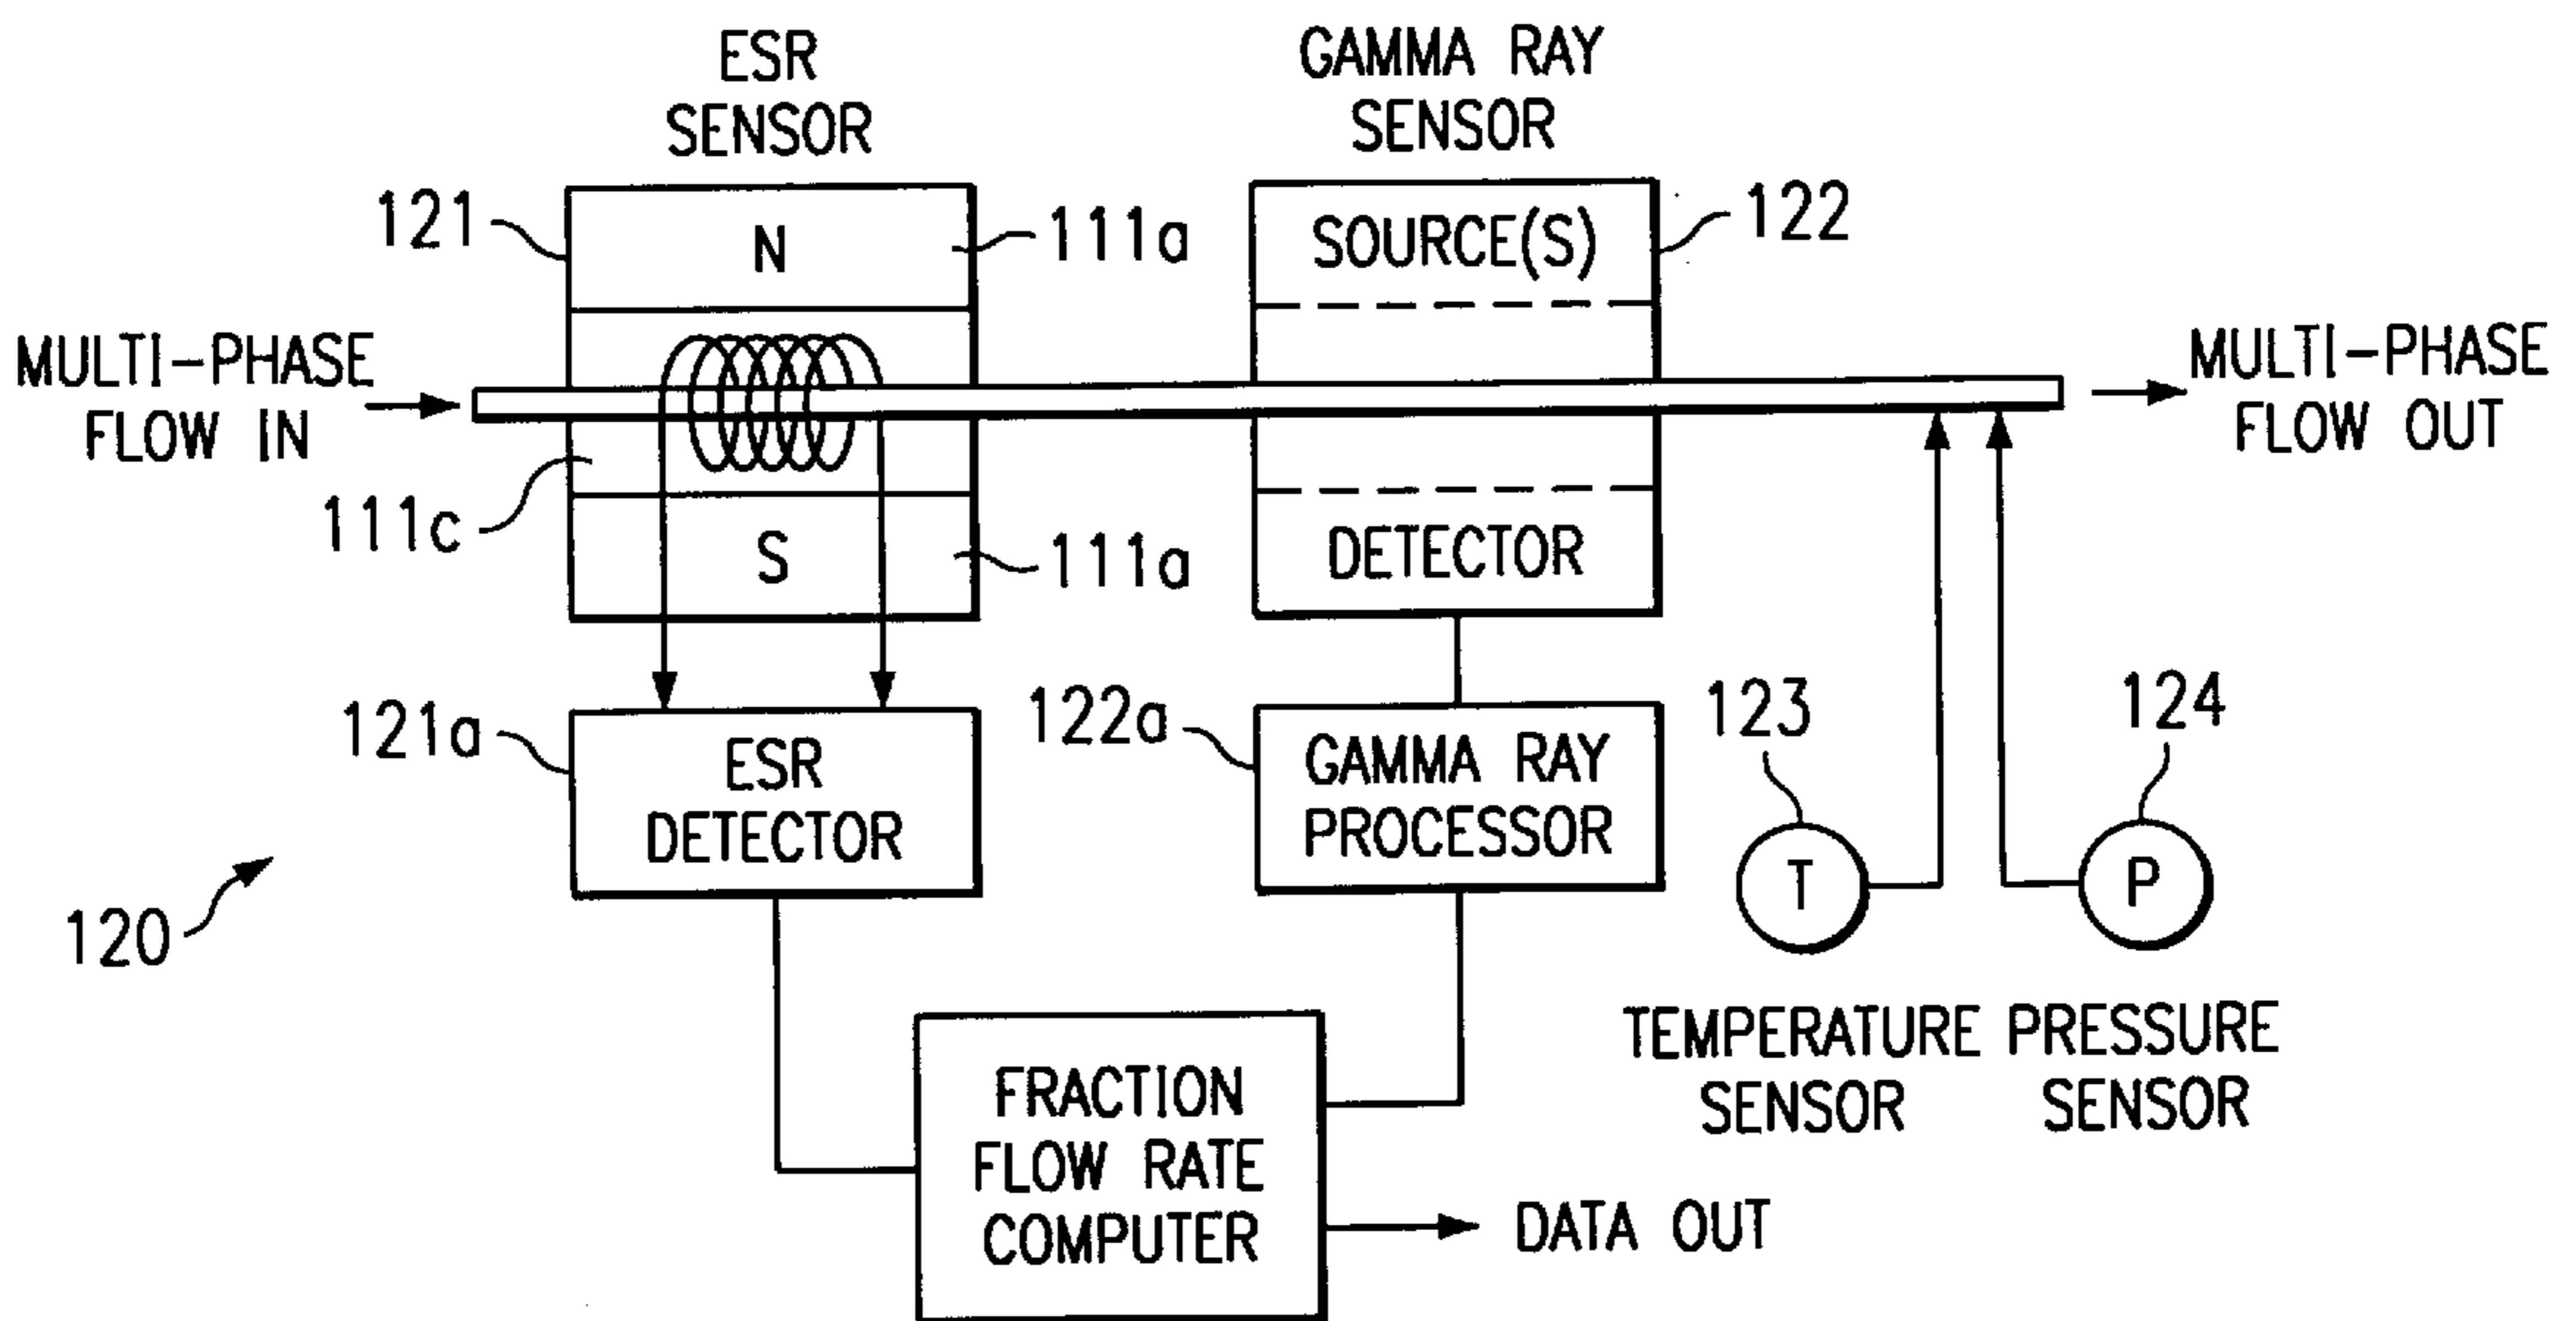 ESR
SENSOR
GAMMA RAY
SENSOR
121
N
111a
SOURCE(S)
122
MULTI-PHASE
FLOW IN
MULTI-PHASE
FLOW OUT
111c
S
111a
DETECTOR
121a
ESR
DETECTOR
122a
GAMMA RAY
PROCESSOR
123
124
T
P
120
TEMPERATURE
SENSOR
PRESSURE
SENSOR
FRACTION
FLOW RATE
COMPUTER
DATA OUT